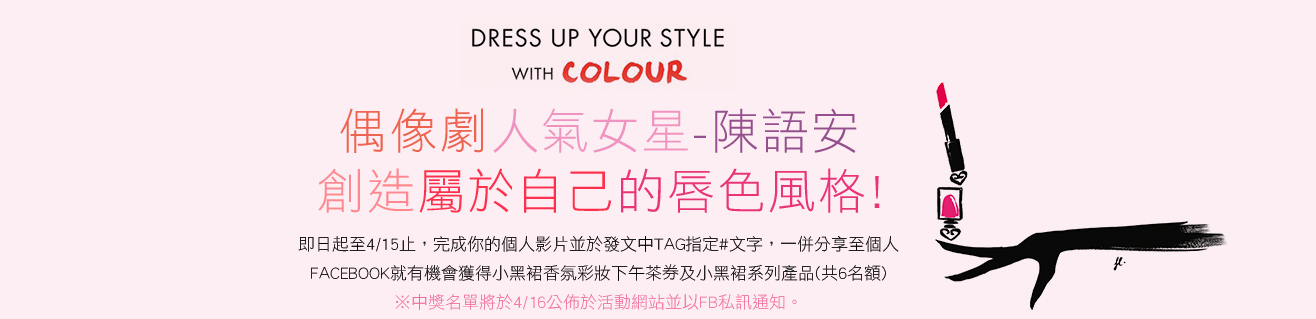 DRESS UP YOUR STYLE
WITH COLOUR
偶像劇人氣女星-陳語安
創造屬於自己的唇色風格!
即日起至4/15止，完成你的個人影片並於發文中TAG指定#文字，一併分享至個人
FACEBOOK就有機會獲得小黑裙香氛彩妝下午茶券及小黑裙系列產品(共6名額)
※中獎名單將於4/16公佈於活動網站並以FB私訊通知。